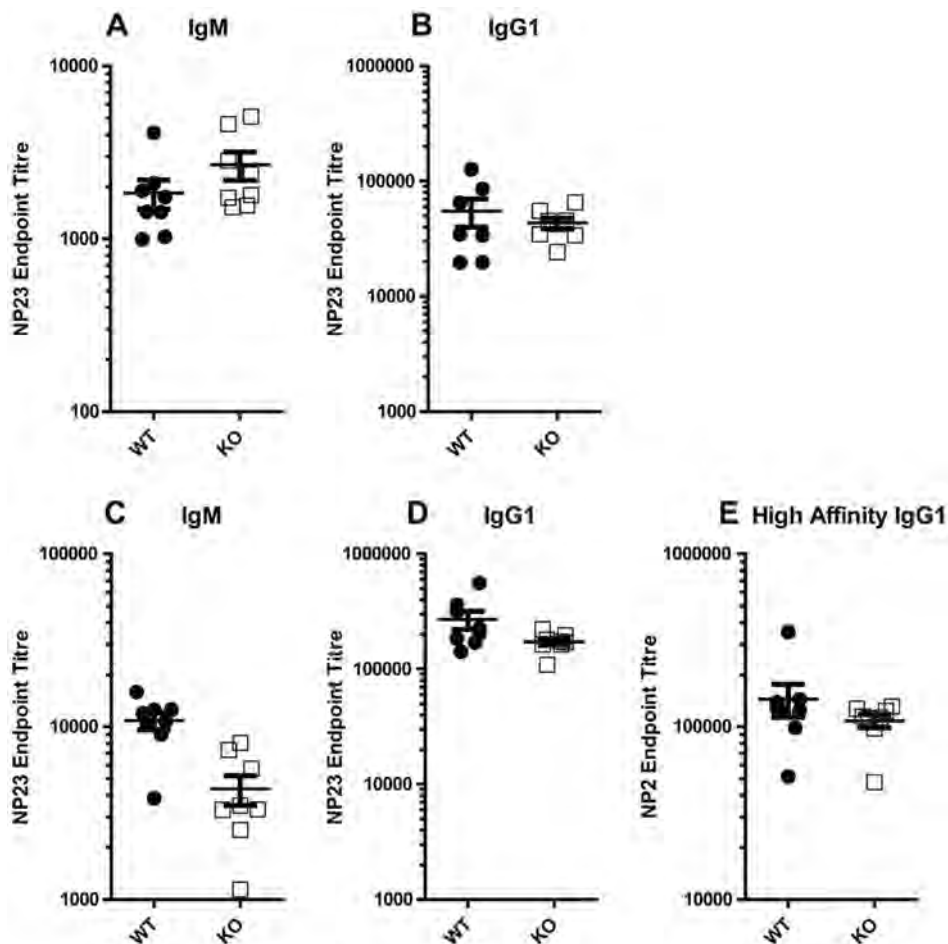 A IgM
NP23 Endpoint Titre
10000
1000
100
WT
KO
B IgG1
NP23 Endpoint Titre
1000000
100000
10000
1000
WT
KO
C IgM
NP23 Endpoint Titre
100000
10000
1000
WT
KO
D IgG1
NP23 Endpoint Titre
1000000
100000
10000
1000
WT
KO
E High Affinity IgG1
NP2 Endpoint Titre
1000000
100000
10000
WT
KO